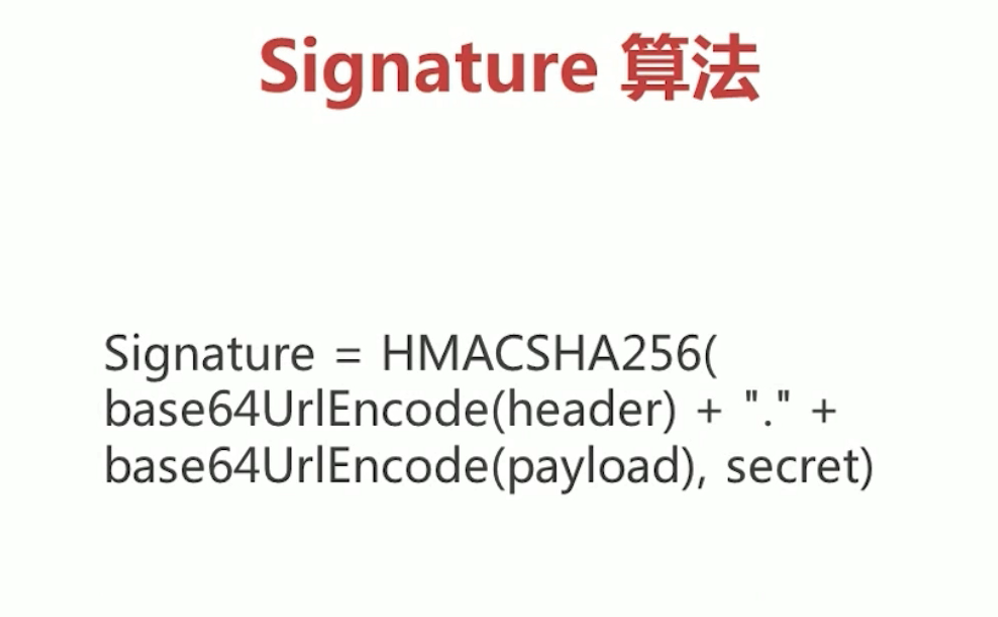 Signature 算法
Signature = HMACSHA256(
base64UrlEncode(header) + "." +
base64UrlEncode(payload), secret)